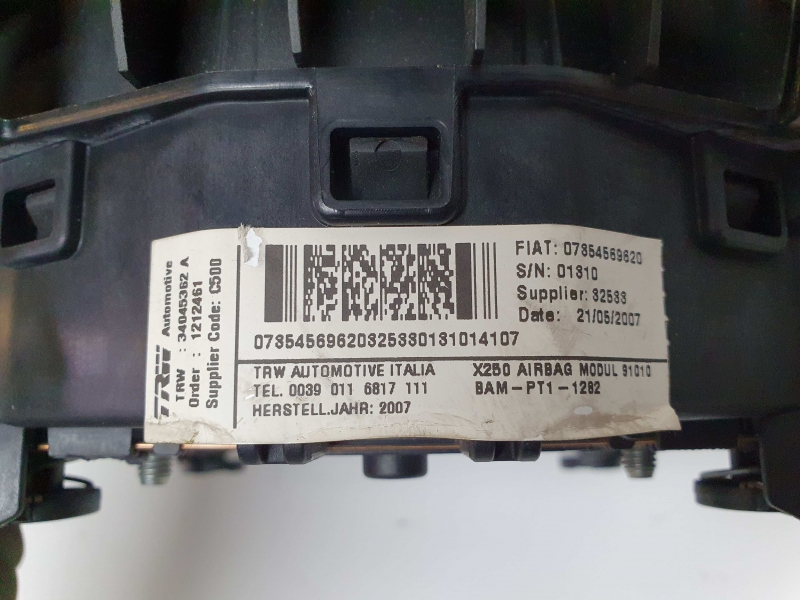 TRW Automotive
TRW : 34045362 A
Order : 1212461
Supplier Code: C500
FIAT: 07354569620
S/N: 01310
Supplier: 32533
Date: 21/05/2007
07354569620325330131014107
TRW AUTOMOTIVE ITALIA
TEL. 0039 011 6817 111
HERSTELL.JAHR: 2007
X250 AIRBAG MODUL 91010
BAM-PT1-1282